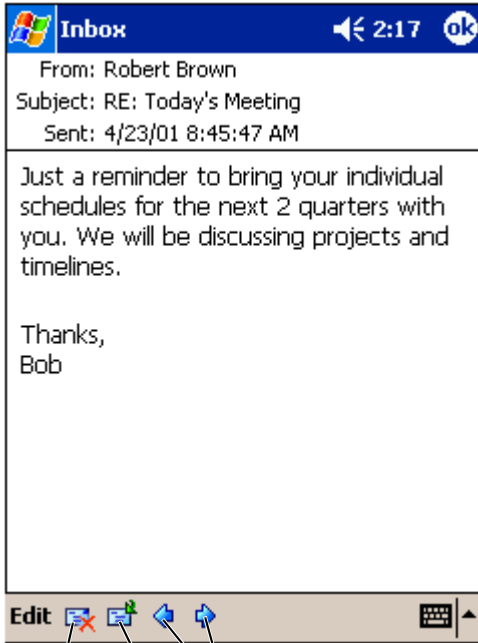 Inbox 2:17 ok
From: Robert Brown
Subject: RE: Today's Meeting
Sent: 4/23/01 8:45:47 AM
Just a reminder to bring your individual
schedules for the next 2 quarters with
you. We will be discussing projects and
timelines.
Thanks,
Bob
Edit